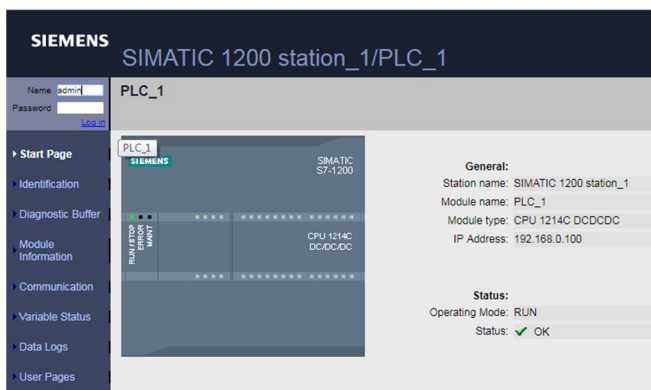 SIEMENS
SIMATIC 1200 station_1/PLC_1
Name admin
Password
Log in
PLC_1
Start Page
Identification
Diagnostic Buffer
Module
Information
Communication
Variable Status
Data Logs
User Pages
PLC_1
SIEMENS
SIMATIC
S7-1200
RUN / STOP
ERROR
MAINT
CPU 1214C
DC/DC/DC
General:
Station name: SIMATIC 1200 station_1
Module name: PLC_1
Module type: CPU 1214C DCDCDC
IP Address: 192.168.0.100
Status:
Operating Mode: RUN
Status: ✓ OK